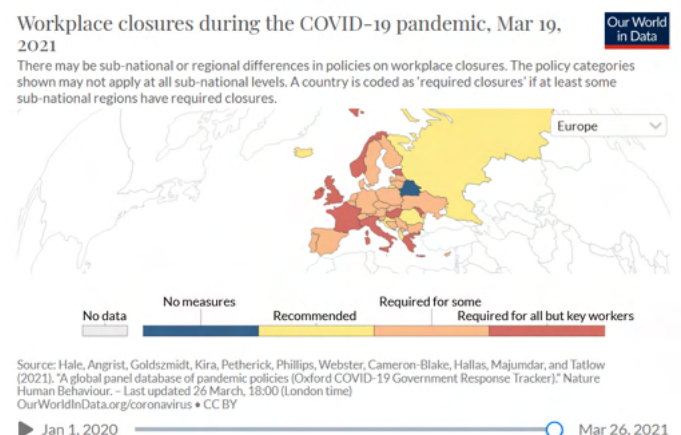 Workplace closures during the COVID-19 pandemic, Mar 19,
2021
Our World
in Data
There may be sub-national or regional differences in policies on workplace closures. The policy categories
shown may not apply at all sub-national levels. A country is coded as 'required closures' if at least some
sub-national regions have required closures.
Europe
No data
No measures
Recommended
Required for some
Required for all but key workers
Source: Hale, Angrist, Goldszmidt, Kira, Petherick, Phillips, Webster, Cameron-Blake, Hallas, Majumdar, and Tatlow
(2021). "A global panel database of pandemic policies (Oxford COVID-19 Government Response Tracker)." Nature
Human Behaviour. – Last updated 26 March, 18:00 (London time)
OurWorldInData.org/coronavirus • CC BY
Jan 1, 2020
Mar 26, 2021